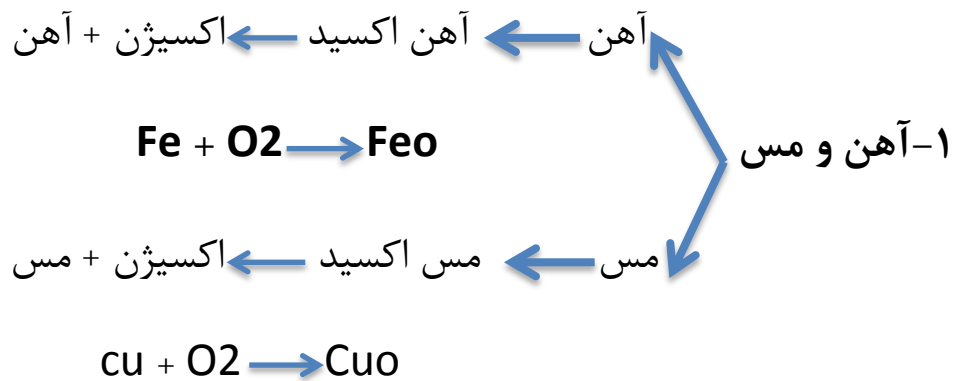 آهن ← آهن اکسید ← اکسیژن + آهن
Fe + O2 → Feo
۱-آهن و مس
مس ← مس اکسید ← اکسیژن + مس
cu + O2 → Cuo